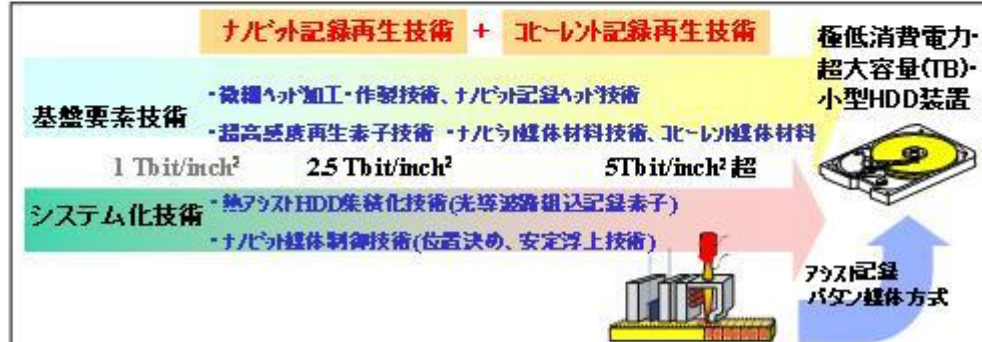 ナノビット記録再生技術 + コヒーレント記録再生技術
極低消費電力・
超大容量(TB)・
小型HDD装置
基盤要素技術
・微細ヘッド加工・作製技術、ナノビット記録ヘッド技術
・超高感度再生素子技術 ・ナノビット媒体材料技術、コヒーレント媒体材料
1 Tbit/inch² 2.5 Tbit/inch² 5Tbit/inch² 超
システム化技術
・熱アシストHDD集積化技術(光導波路組込記録素子)
・ナノビット媒体制御技術(位置決め、安定浮上技術)
アシスト記録
パタン媒体方式